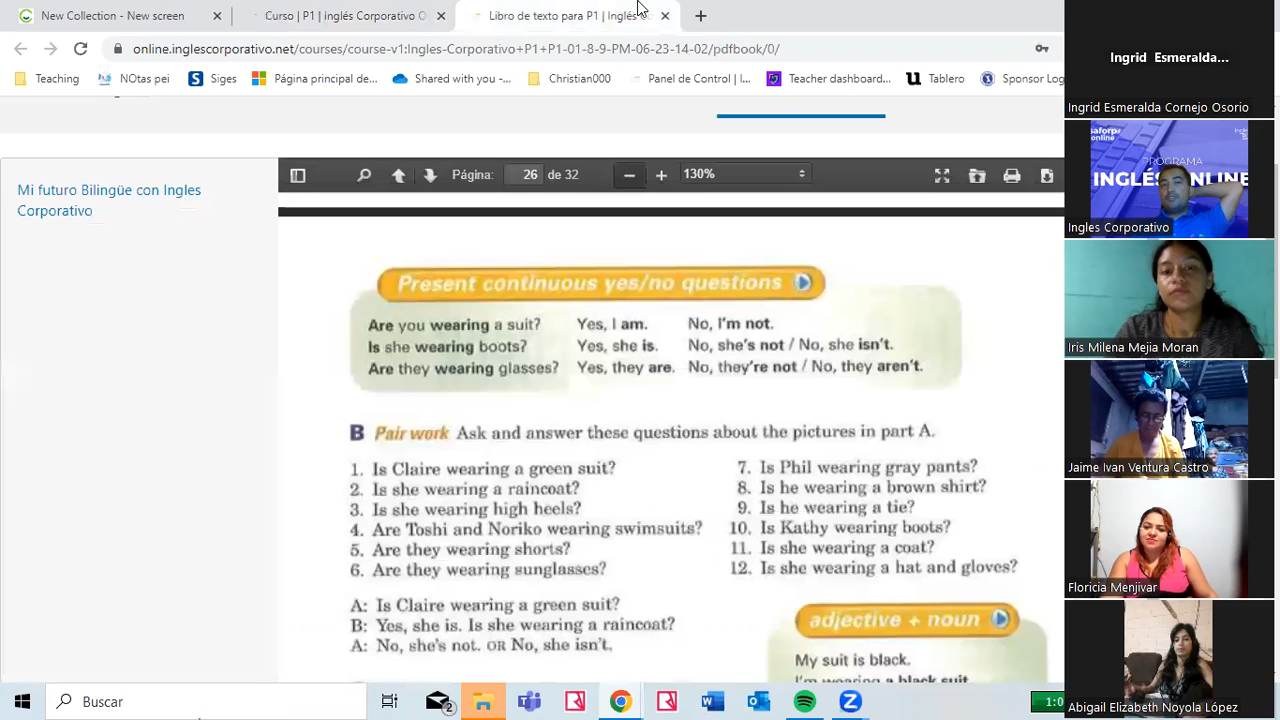 New Collection - New screen
Curso | P1 | inglés Corporativo O
Libro de texto para P1 | Inglés
online.inglescorporativo.net/courses/course-v1:Ingles-Corporativo+P1+P1-01-8-9-PM-06-23-14-02/pdfbook/0/
Teaching
NOtas pei
Siges
Página principal de...
Shared with you -...
Christian000
Panel de Control | I...
Teacher dashboard...
Tablero
Sponsor Log
Mi futuro Bilingüe con Ingles
Corporativo
Página: 26 de 32
130%
Present continuous yes/no questions
Are you wearing a suit? Yes, I am. No, I'm not.
Is she wearing boots? Yes, she is. No, she's not / No, she isn't.
Are they wearing glasses? Yes, they are. No, they're not / No, they aren't.
B Pair work Ask and answer these questions about the pictures in part A.
1. Is Claire wearing a green suit?
2. Is she wearing a raincoat?
3. Is she wearing high heels?
4. Are Toshi and Noriko wearing swimsuits?
5. Are they wearing shorts?
6. Are they wearing sunglasses?
7. Is Phil wearing gray pants?
8. Is he wearing a brown shirt?
9. Is he wearing a tie?
10. Is Kathy wearing boots?
11. Is she wearing a coat?
12. Is she wearing a hat and gloves?
A: Is Claire wearing a green suit?
B: Yes, she is. Is she wearing a raincoat?
A: No, she's not. OR No, she isn't.
adjective + noun
My suit is black.
I'm wearing a black suit
Ingrid Esmeralda...
Ingrid Esmeralda Cornejo Osorio
saforp
online
PROGRAMA
INGLÉS ONLINE
Ingles Corporativo
Iris Milena Mejia Moran
Jaime Ivan Ventura Castro
Floricia Menjivar
Abigail Elizabeth Noyola López
Buscar
2
1:0